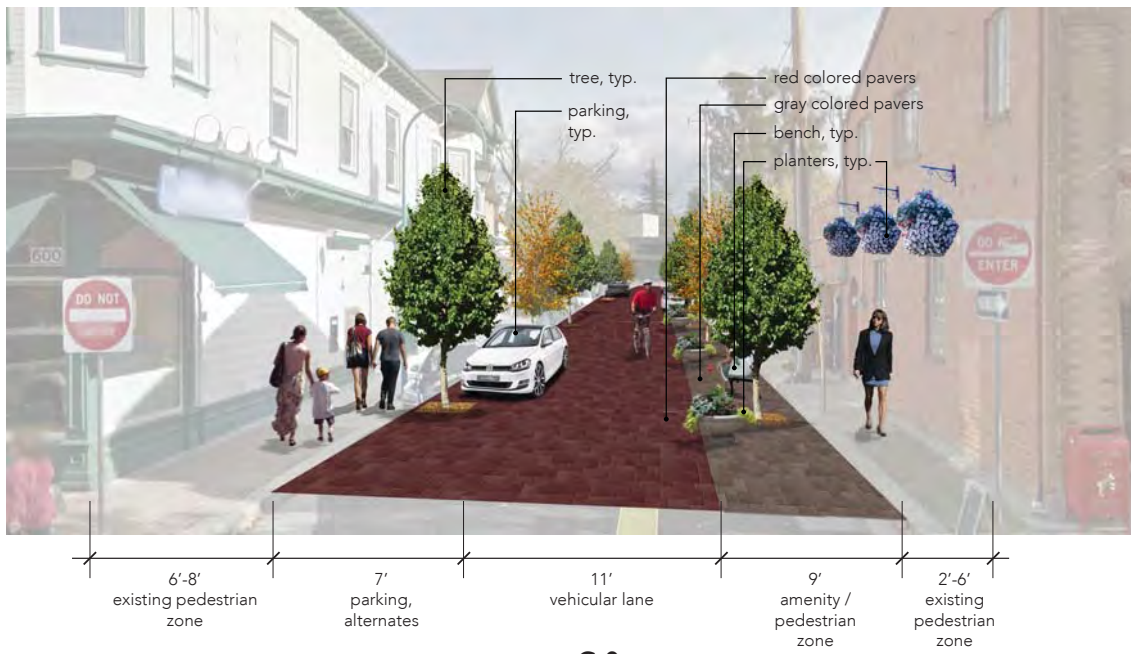 tree, typ.
parking,
typ.
red colored pavers
gray colored pavers
bench, typ.
planters, typ.
600
DO NOT
DO NOT
ENTER
6'-8'
existing pedestrian
zone
7'
parking,
alternates
11'
vehicular lane
9'
amenity /
pedestrian
zone
2'-6'
existing
pedestrian
zone